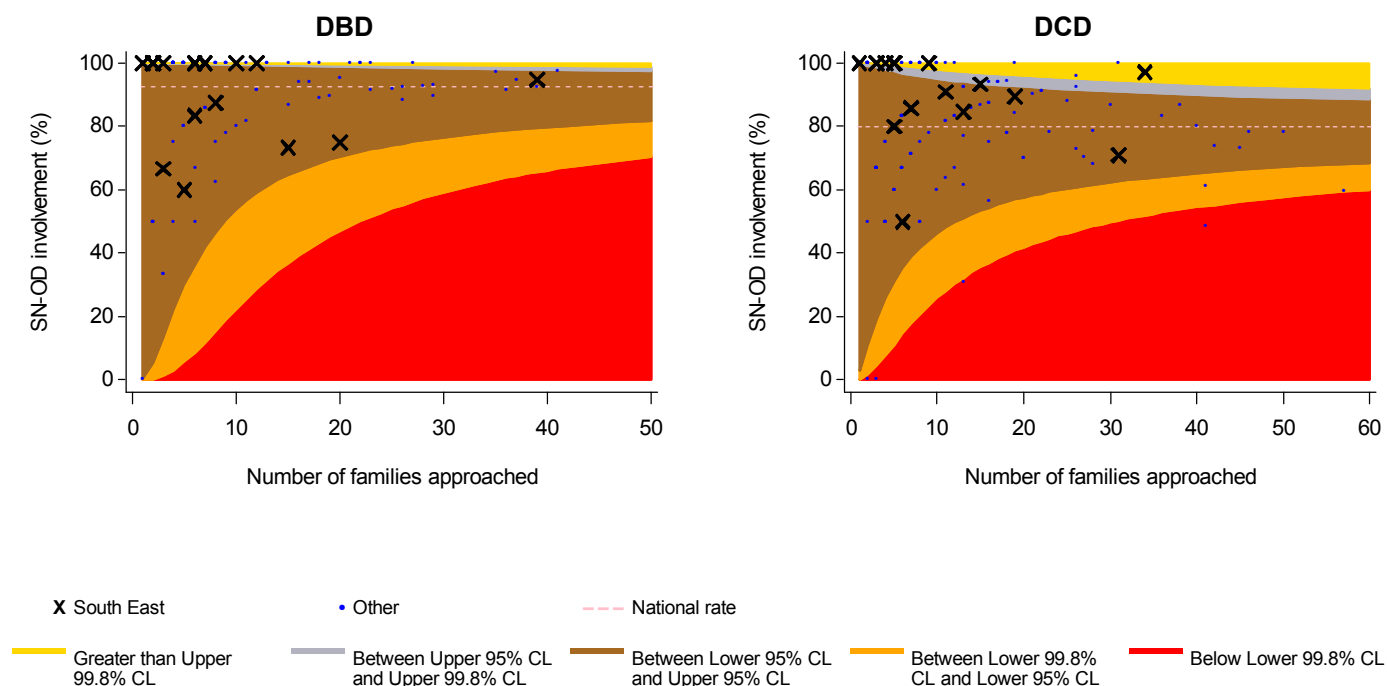 DBD
DCD
SN-OD involvement (%)
100
80
60
40
20
0
0 10 20 30 40 50
Number of families approached
SN-OD involvement (%)
100
80
60
40
20
0
0 10 20 30 40 50 60
Number of families approached
X South East
Other
National rate
Greater than Upper
99.8% CL
Between Upper 95% CL
and Upper 99.8% CL
Between Lower 95% CL
and Upper 95% CL
Between Lower 99.8%
CL and Lower 95% CL
Below Lower 99.8% CL